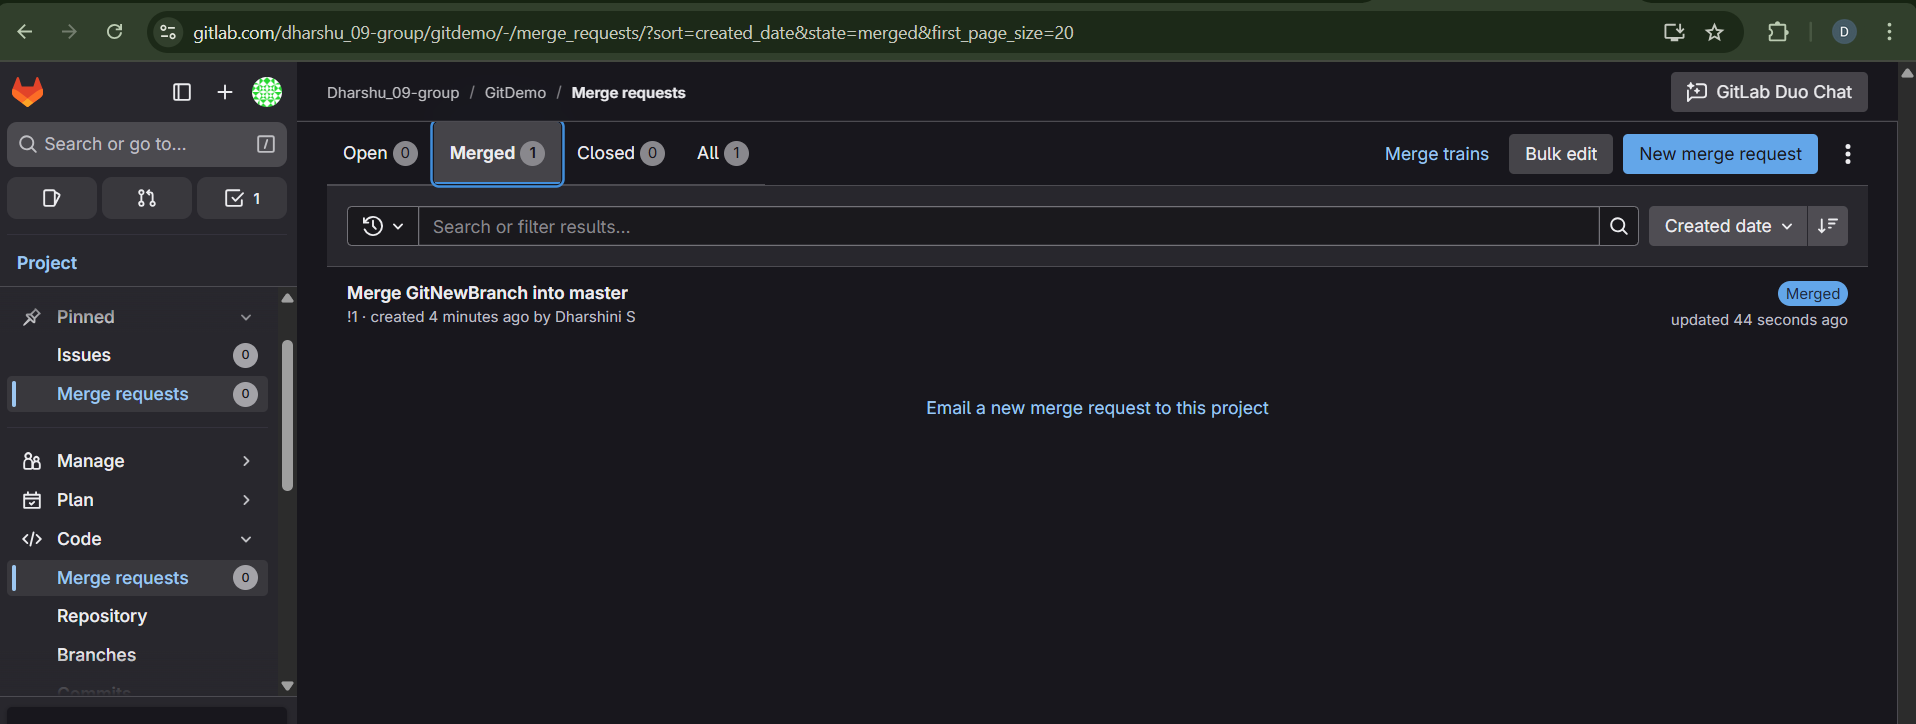 gitlab.com/dharshu_09-group/gitdemo/-/merge_requests/?sort=created_date&state=merged&first_page_size=20
D
Search or go to...
/
1
Project
Pinned
Issues 0
Merge requests 0
Manage
Plan
Code
Merge requests 0
Repository
Branches
Commits
Dharshu_09-group / GitDemo / Merge requests
GitLab Duo Chat
Open 0 Merged 1 Closed 0 All 1
Merge trains Bulk edit New merge request
Search or filter results...
Created date
Merge GitNewBranch into master
Merged
!1 · created 4 minutes ago by Dharshini S
updated 44 seconds ago
Email a new merge request to this project